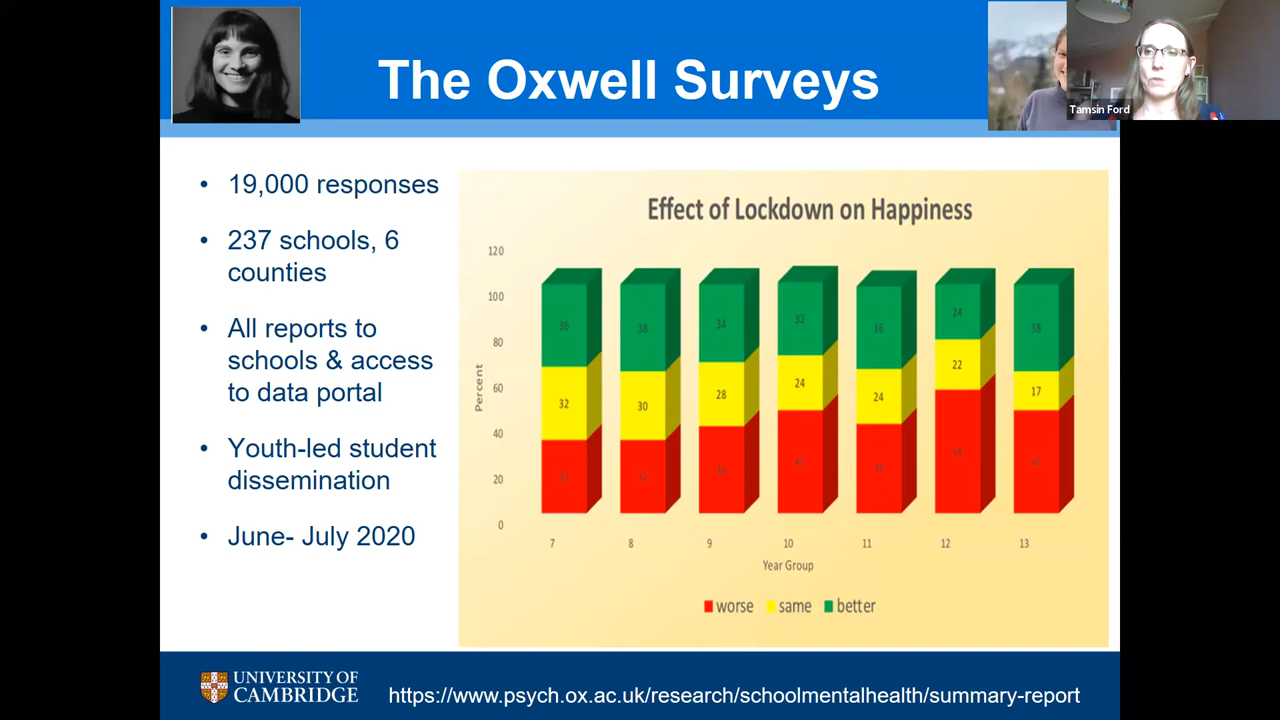 The Oxwell Surveys
Tamsin Ford
• 19,000 responses
• 237 schools, 6
counties
• All reports to
schools & access
to data portal
• Youth-led student
dissemination
• June- July 2020
Effect of Lockdown on Happiness
120
100
80
60
40
20
0
Percent
36 38 34 32 36 24 38
32 30 28 24 24 22 17
7 8 9 10 11 12 13
Year Group
worse same better
UNIVERSITY OF
CAMBRIDGE
https://www.psych.ox.ac.uk/research/schoolmentalhealth/summary-report